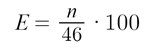 E = n/46 · 100